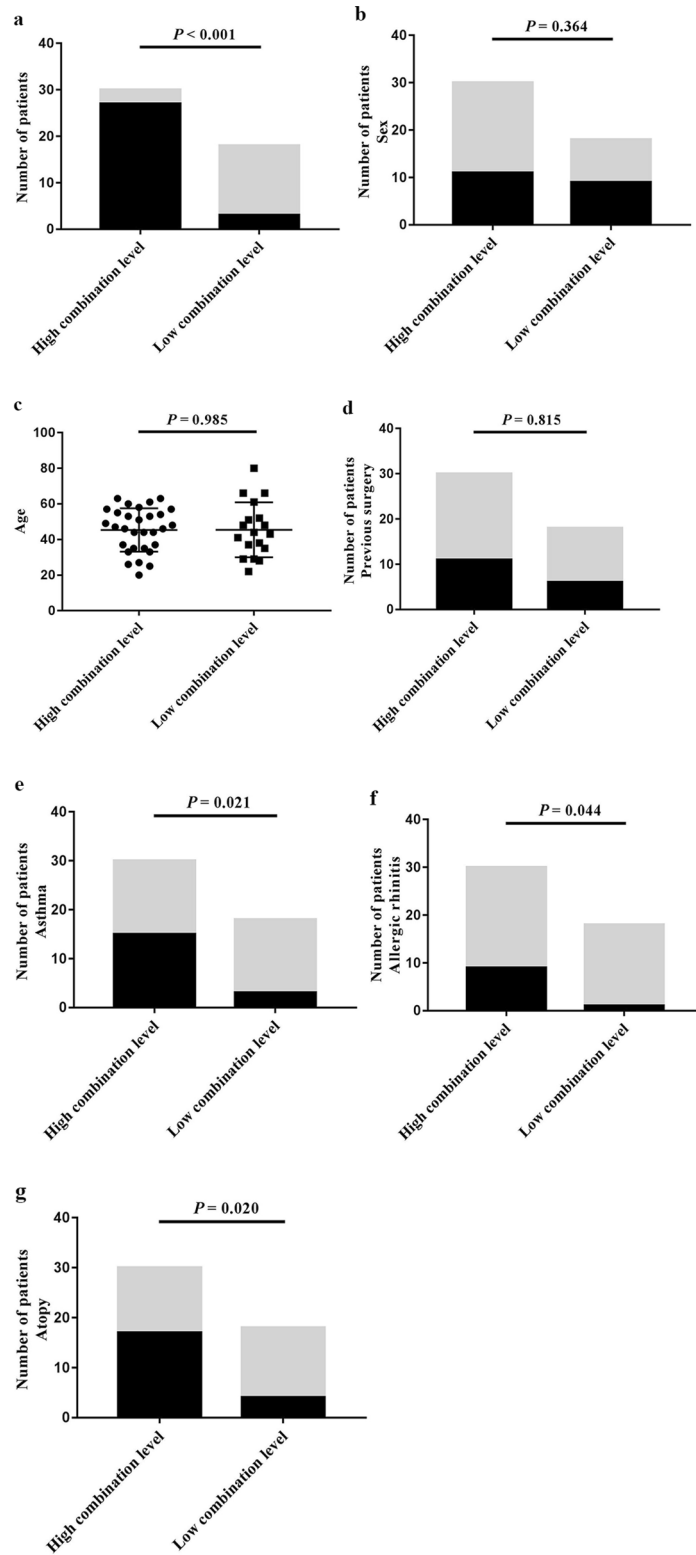 a
P < 0.001
Number of patients
40
30
20
10
0
High combination level
Low combination level
b
P = 0.364
Number of patients
Sex
40
30
20
10
0
High combination level
Low combination level
c
P = 0.985
Age
100
80
60
40
20
0
High combination level
Low combination level
d
P = 0.815
Number of patients
Previous surgery
40
30
20
10
0
High combination level
Low combination level
e
P = 0.021
Number of patients
Asthma
40
30
20
10
0
High combination level
Low combination level
f
P = 0.044
Number of patients
Allergic rhinitis
40
30
20
10
0
High combination level
Low combination level
g
P = 0.020
Number of patients
Atopy
40
30
20
10
0
High combination level
Low combination level